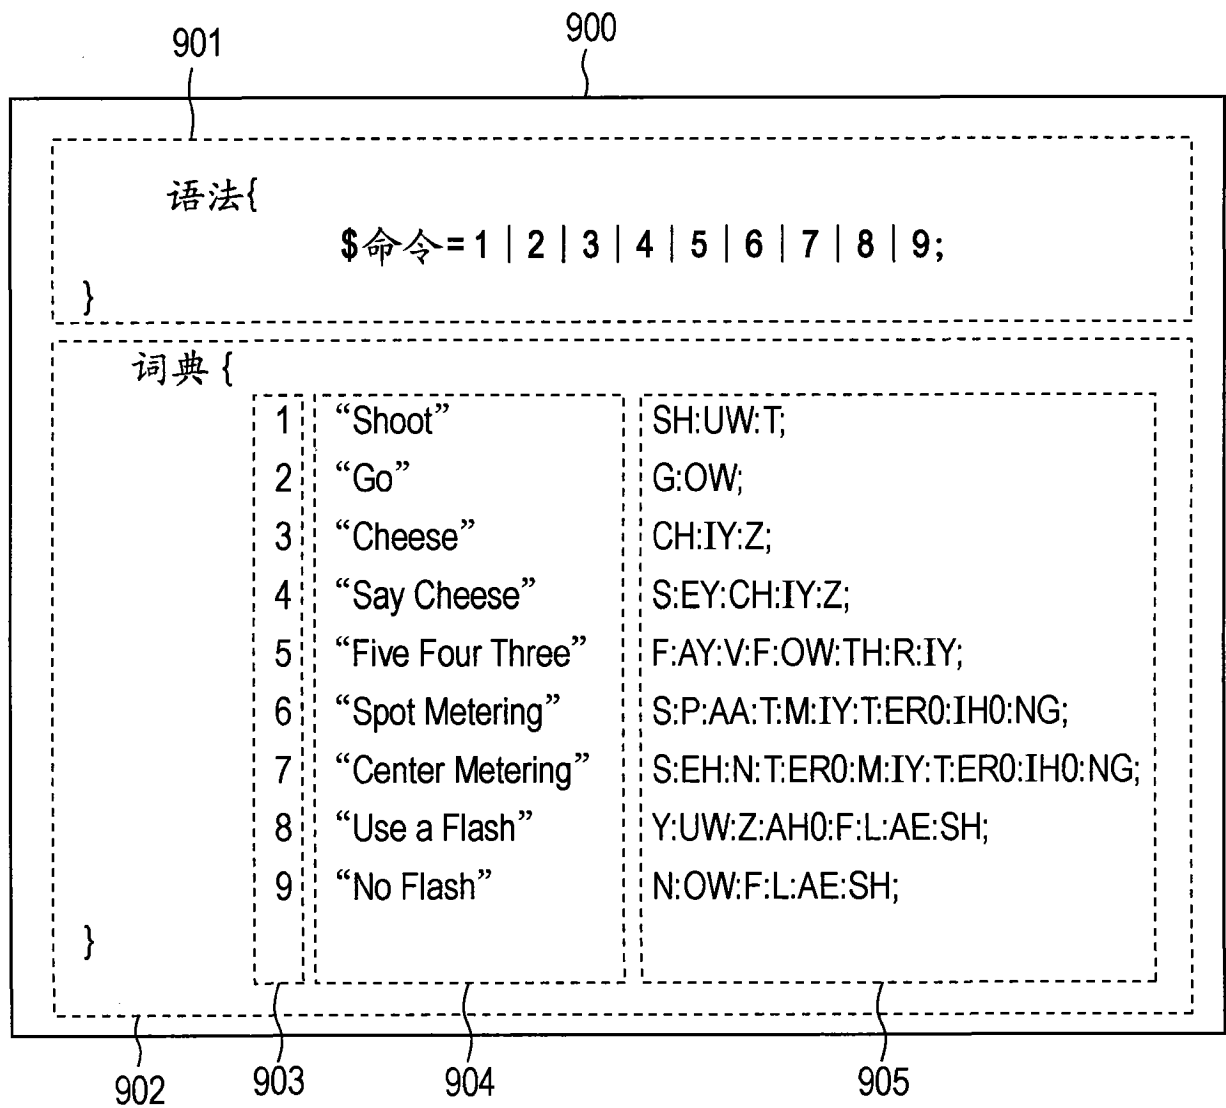 901 900
语法{
$命令= 1 | 2 | 3 | 4 | 5 | 6 | 7 | 8 | 9;
}
词典 {
1 “Shoot” SH:UW:T;
2 “Go” G:OW;
3 “Cheese” CH:IY:Z;
4 “Say Cheese” S:EY:CH:IY:Z;
5 “Five Four Three” F:AY:V:F:OW:TH:R:IY;
6 “Spot Metering” S:P:AA:T:M:IY:T:ER0:IH0:NG;
7 “Center Metering” S:EH:N:T:ER0:M:IY:T:ER0:IH0:NG;
8 “Use a Flash” Y:UW:Z:AH0:F:L:AE:SH;
9 “No Flash” N:OW:F:L:AE:SH;
}
902 903 904 905